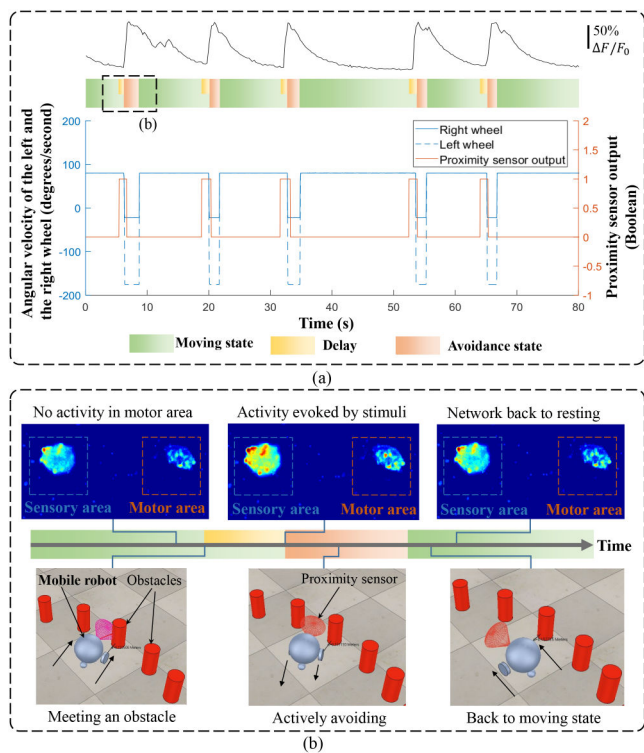 (a)
50%
ΔF/F₀
(b)
Angular velocity of the left and
the right wheel (degrees/second)
200
100
0
-100
-200
Right wheel
Left wheel
Proximity sensor output
2
1.5
1
0.5
0
-0.5
-1
Proximity sensor output
(Boolean)
0 10 20 30 40 50 60 70 80
Time (s)
Moving state Delay Avoidance state
(a)
No activity in motor area Activity evoked by stimuli Network back to resting
Sensory area Motor area Sensory area Motor area Sensory area Motor area
Time
Mobile robot Obstacles Proximity sensor
Meeting an obstacle Actively avoiding Back to moving state
(b)